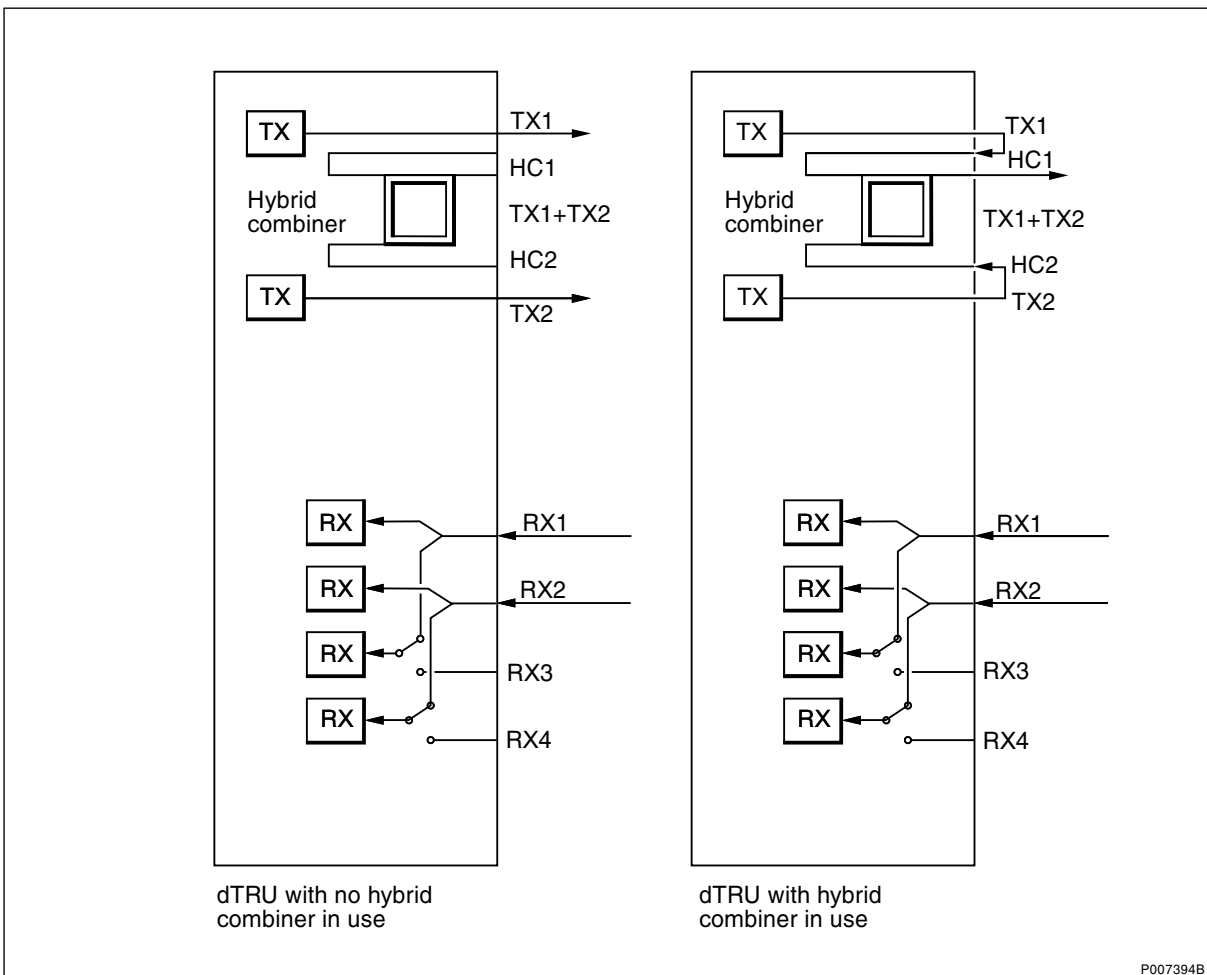 TX
TX1
HC1
Hybrid
combiner
TX1+TX2
HC2
TX
TX2
RX
RX1
RX
RX2
RX
RX3
RX
RX4
dTRU with no hybrid
combiner in use
TX
TX1
HC1
Hybrid
combiner
TX1+TX2
HC2
TX
TX2
RX
RX1
RX
RX2
RX
RX3
RX
RX4
dTRU with hybrid
combiner in use
P007394B